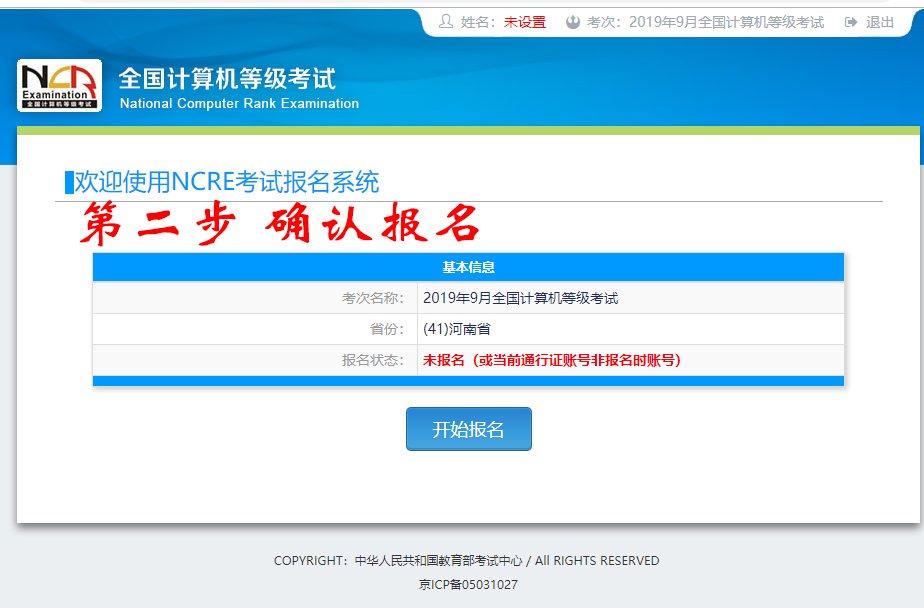 姓名：未设置 考次：2019年9月全国计算机等级考试 退出
NCR
Examination
全国计算机等级考试
全国计算机等级考试
National Computer Rank Examination
欢迎使用NCRE考试报名系统
第二步 确认报名
基本信息
考次名称： 2019年9月全国计算机等级考试
省份： (41)河南省
报名状态： 未报名（或当前通行证账号非报名时账号）
开始报名
COPYRIGHT：中华人民共和国教育部考试中心 / All RIGHTS RESERVED
京ICP备05031027